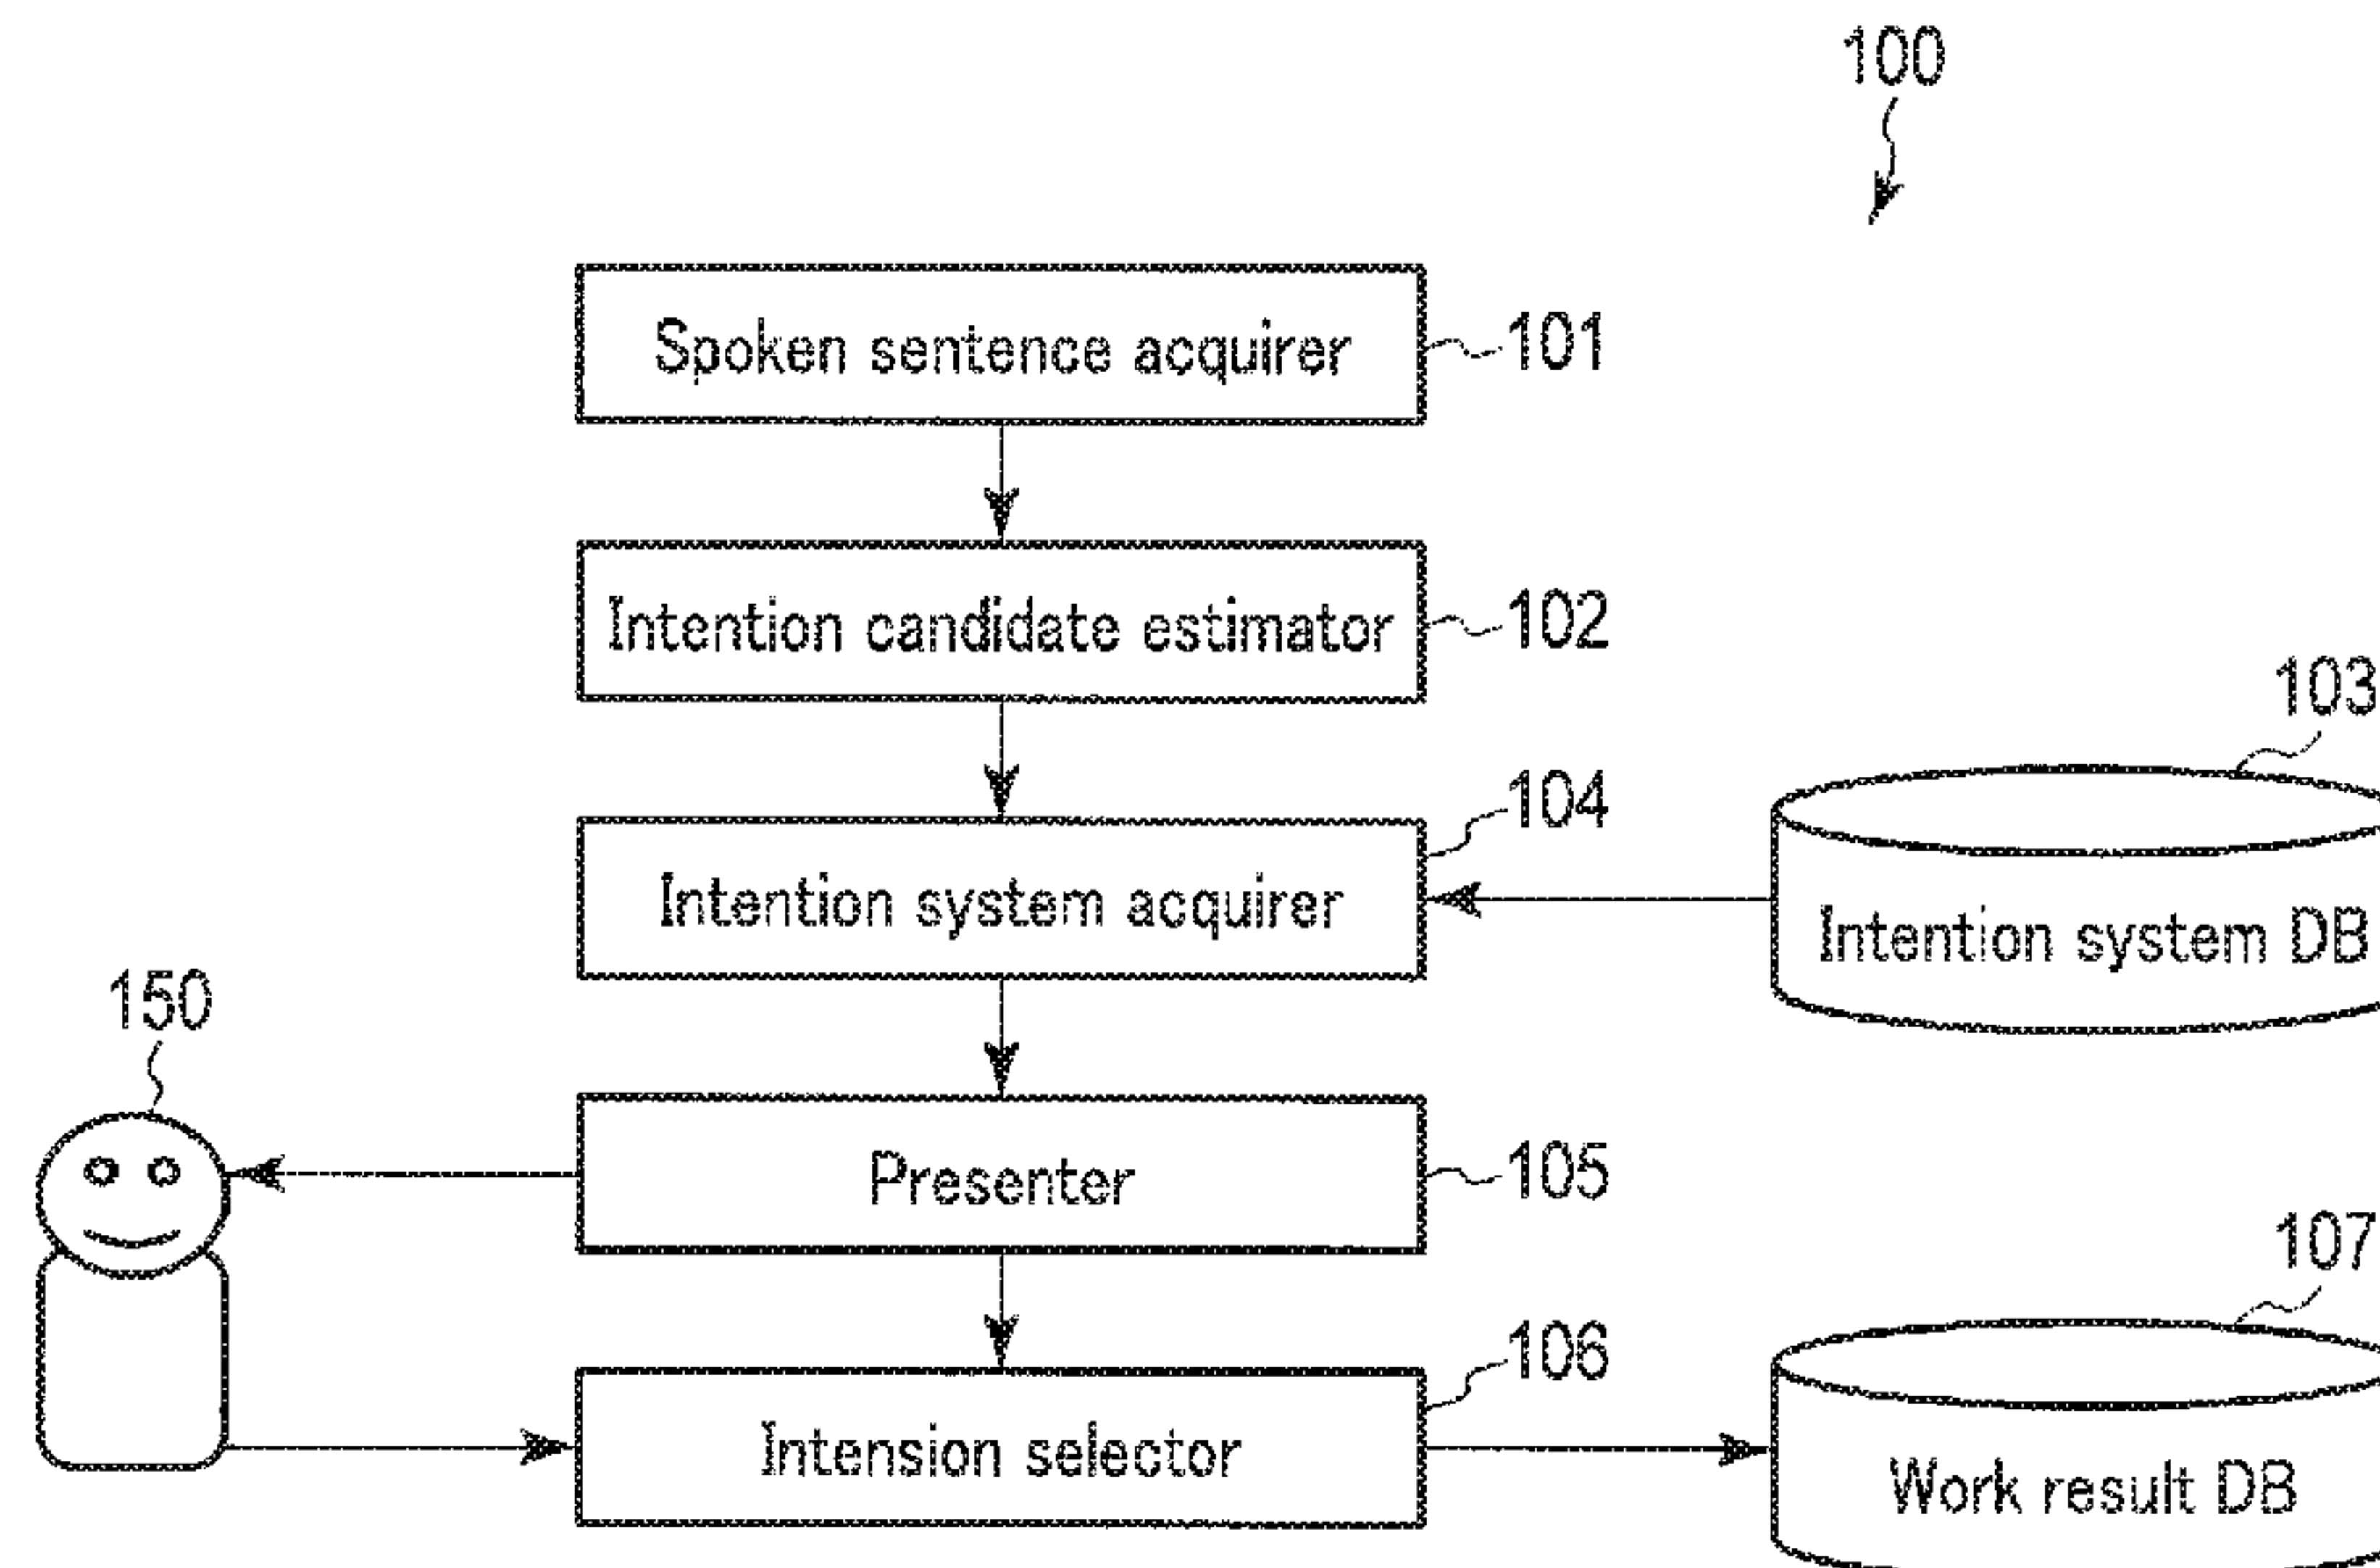 100
Spoken sentence acquirer
101
Intention candidate estimator
102
103
104
Intention system acquirer
Intention system DB
150
Presenter
105
107
106
Intension selector
Work result DB